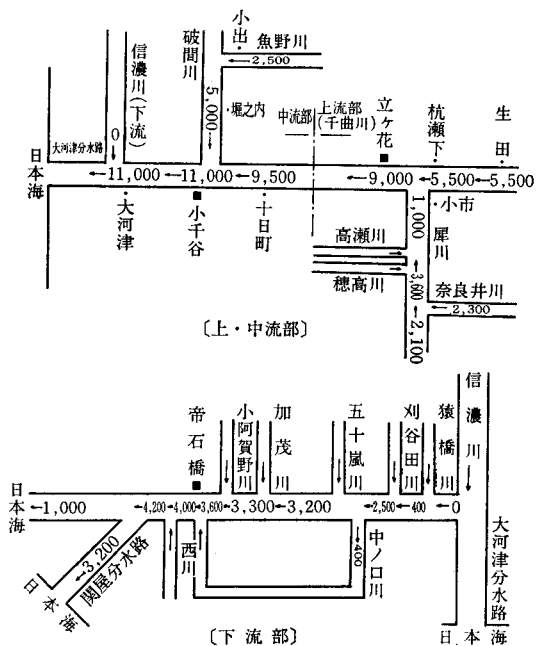 小出
魚野川
←2,500
破間川
信濃川(下流)
5,000→
・堀之内
中流部
上流部
(千曲川)
立ヶ花
杭瀬下
生田
大河津分水路
0
日本海
←11,000←11,000←9,500
9,000←5,500←5,500
大河津
小千谷
十日町
1,000
・小市
犀川
高瀬川
←3,600
穂高川
奈良井川
←2,300
←2,100
〔上・中流部〕
帝石橋
小阿賀野川
加茂川
五十嵐川
刈谷田川
猿橋川
信濃川
日本海
←1,000
←4,200
←4,000
←3,600
←3,300
←3,200
←2,500
400
←0
←3,200
関屋分水路
日本海
西川
400
中ノ口川
大河津分水路
日本海
〔下流部〕